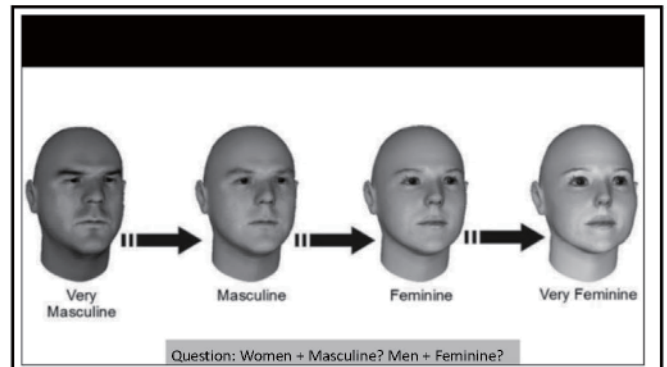 Very
Masculine
Masculine
Feminine
Very Feminine
Question: Women + Masculine? Men + Feminine?